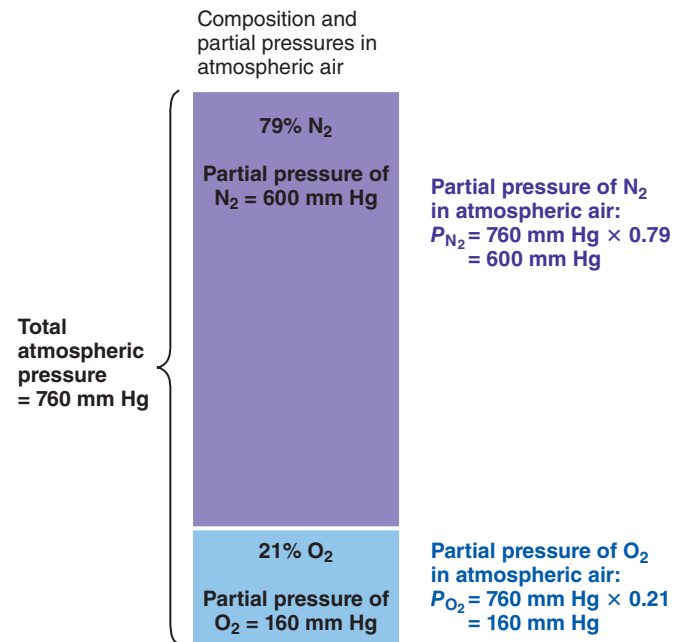 Composition and
partial pressures in
atmospheric air
79% N₂
Partial pressure of
N₂ = 600 mm Hg
Partial pressure of N₂
in atmospheric air:
P_N₂ = 760 mm Hg × 0.79
= 600 mm Hg
Total
atmospheric
pressure
= 760 mm Hg
21% O₂
Partial pressure of
O₂ = 160 mm Hg
Partial pressure of O₂
in atmospheric air:
P_O₂ = 760 mm Hg × 0.21
= 160 mm Hg